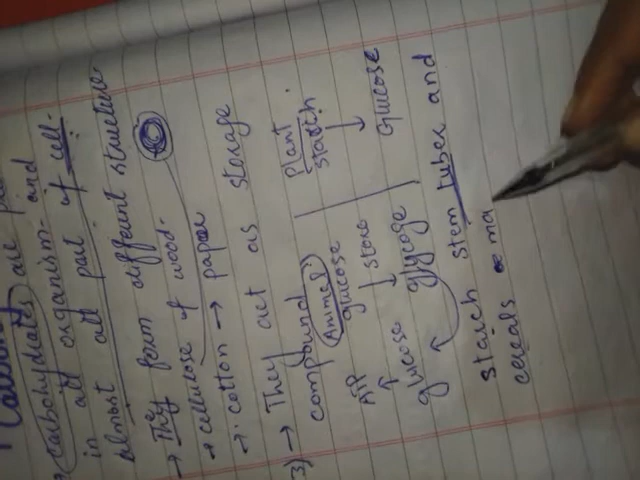 carbohydrates are
in all organism. and
almost all part of cell.
→ They form different structure
→ cellulose of wood.
→ cotton → paper
3) → They act as storage
compound
Animal | Plant
glucose | starch
↓ store ↓
ATP
↑
glucose glycogen | Glucose
glucose
starch stem tuber and
cereals